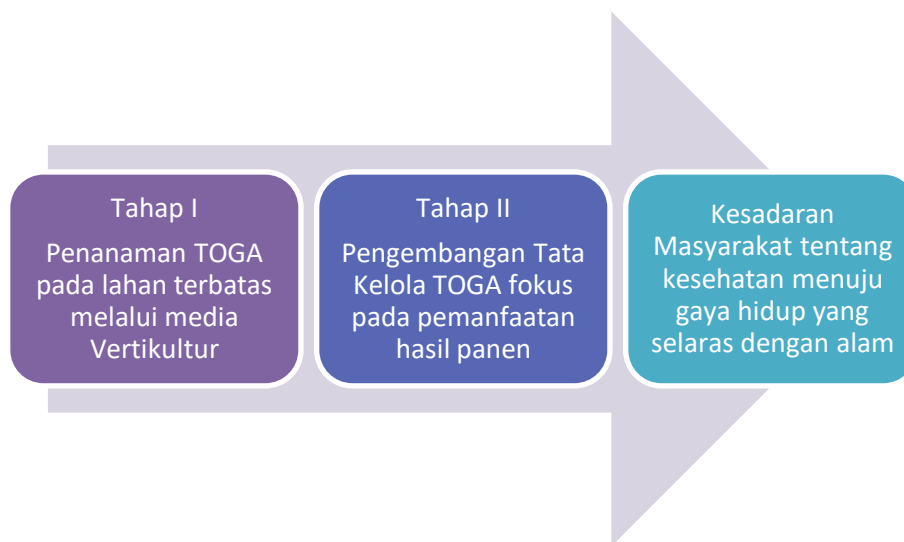 Tahap I
Penanaman TOGA
pada lahan terbatas
melalui media
Vertikultur
Tahap II
Pengembangan Tata
Kelola TOGA fokus
pada pemanfaatan
hasil panen
Kesadaran
Masyarakat tentang
kesehatan menuju
gaya hidup yang
selaras dengan alam